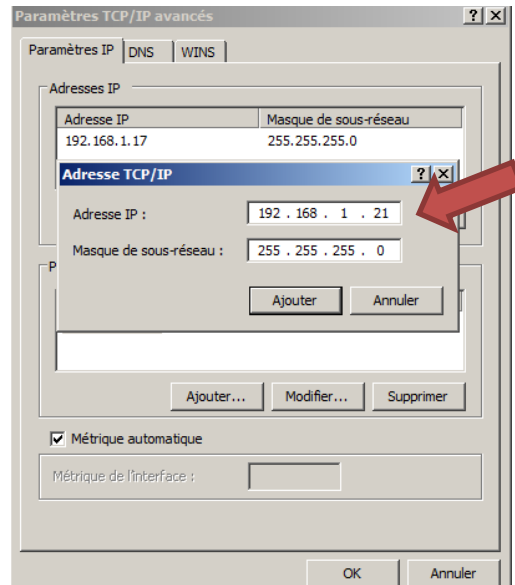 Paramètres TCP/IP avancés ? X
Paramètres IP DNS WINS
Adresses IP
Adresse IP Masque de sous-réseau
192.168.1.17 255.255.255.0
Adresse TCP/IP ? X
Adresse IP : 192 . 168 . 1 . 21
Masque de sous-réseau : 255 . 255 . 255 . 0
P
Ajouter Annuler
Ajouter... Modifier... Supprimer
Métrique automatique
Métrique de l'interface :
OK Annuler